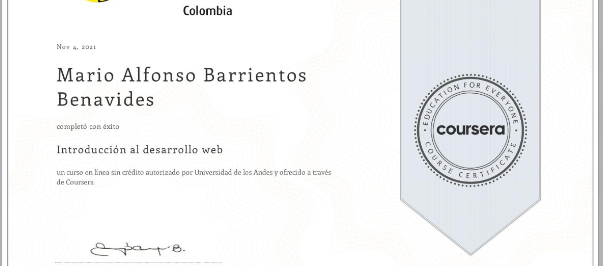 Colombia
Nov 4, 2021
Mario Alfonso Barrientos
Benavides
completó con éxito
Introducción al desarrollo web
un curso en línea sin crédito autorizado por Universidad de los Andes y ofrecido a través
de Coursera
EDUCATION FOR EVERYONE
coursera
COURSE CERTIFICATE